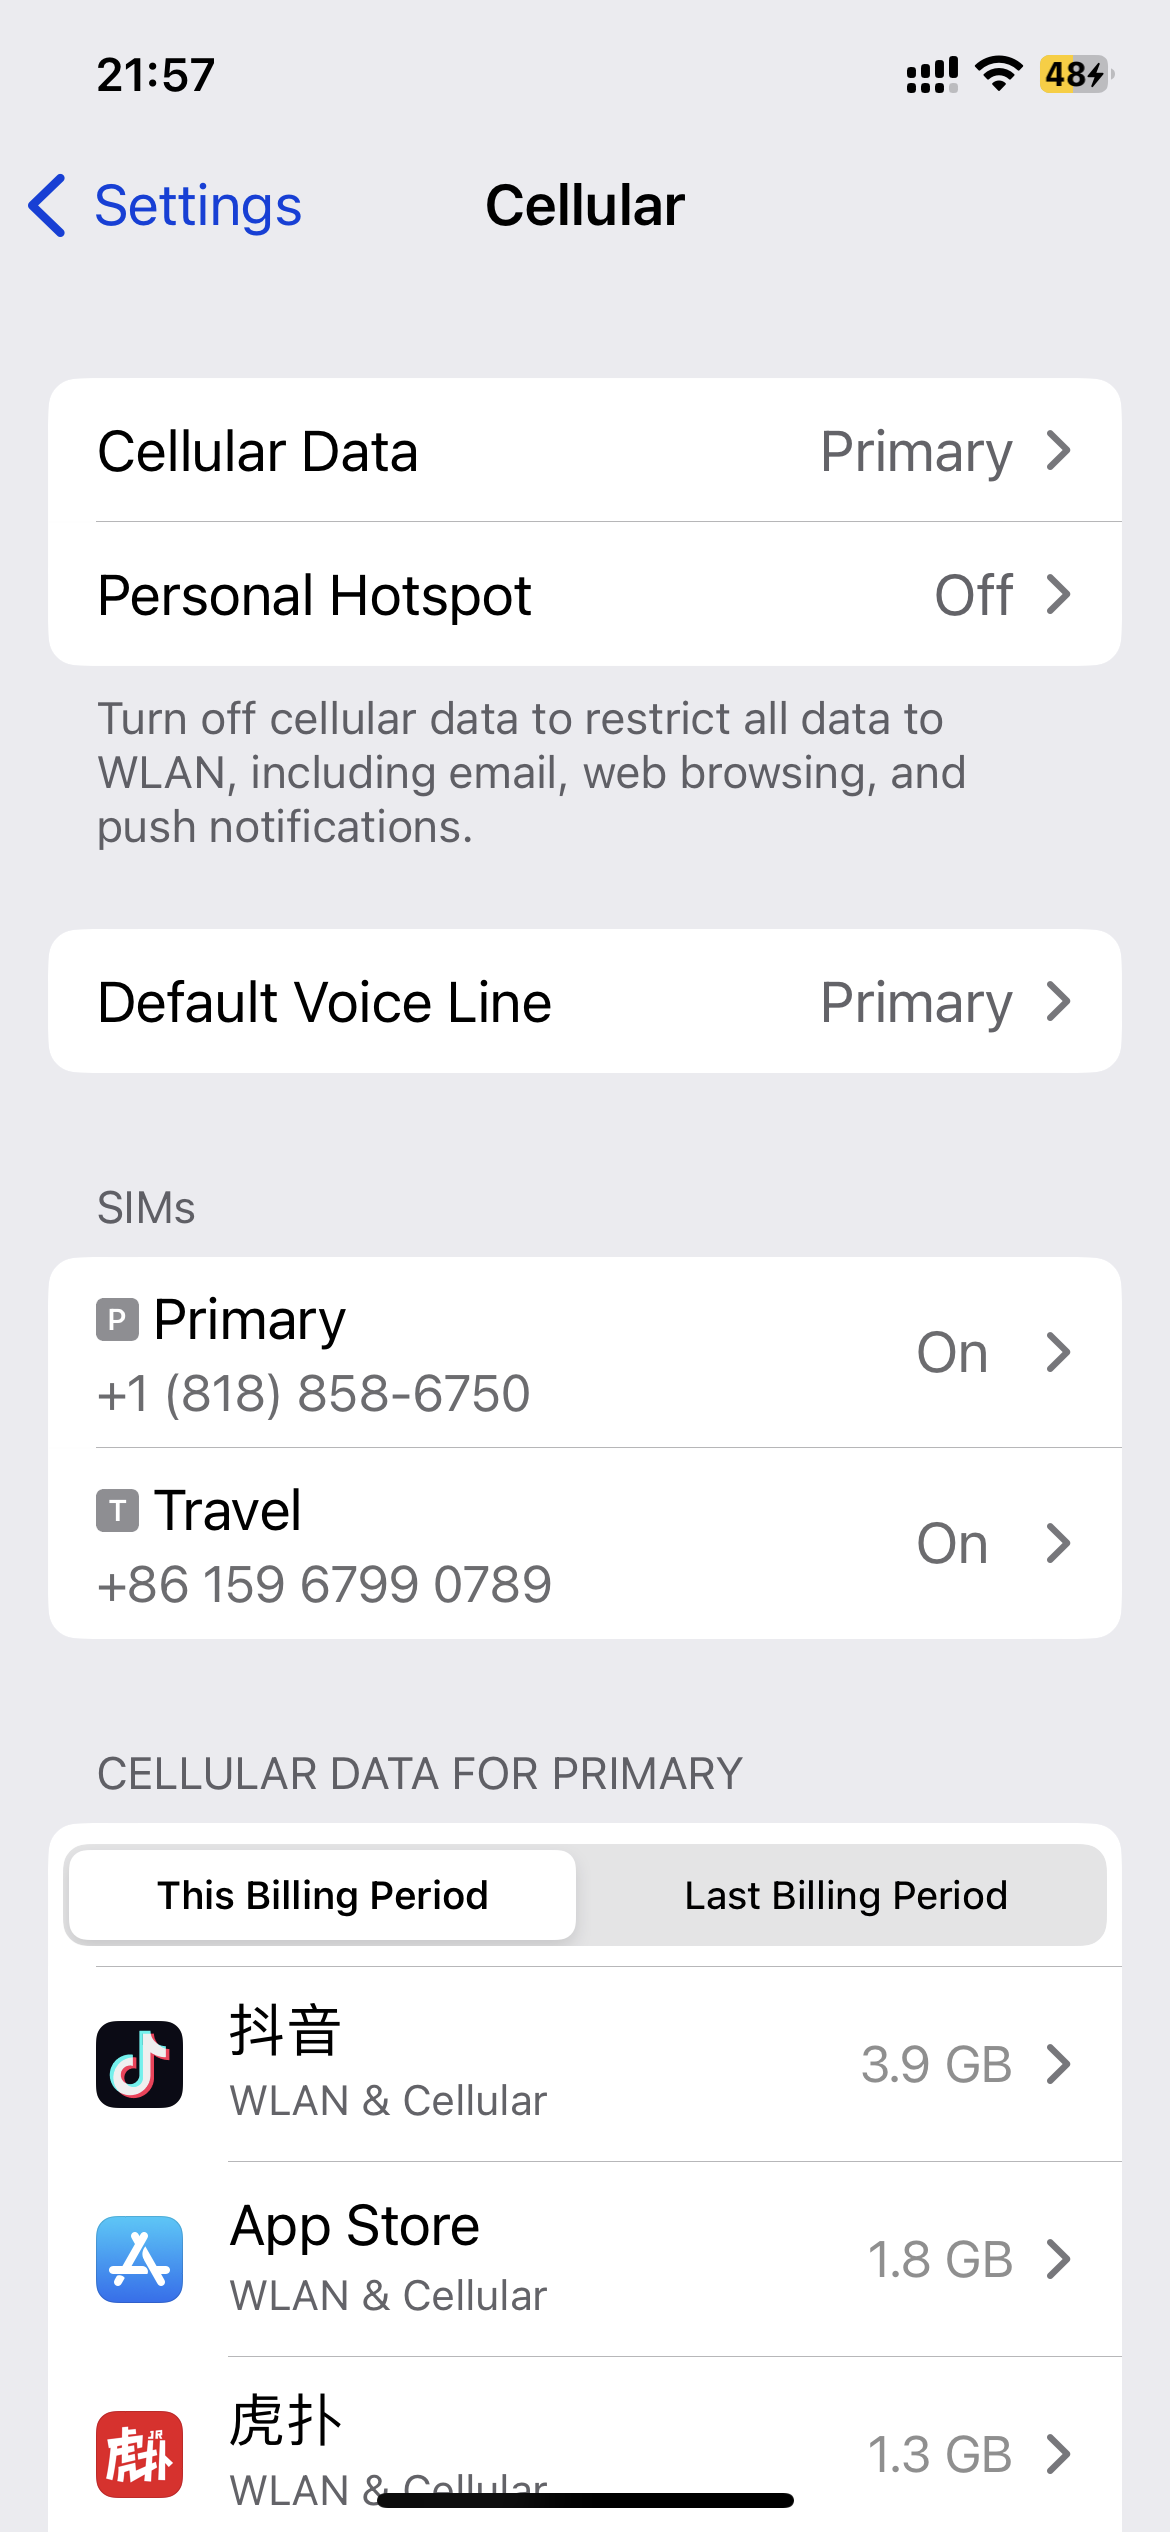 21:57
48
Settings
Cellular
Cellular Data Primary
Personal Hotspot Off
Turn off cellular data to restrict all data to
WLAN, including email, web browsing, and
push notifications.
Default Voice Line Primary
SIMs
P Primary
+1 (818) 858-6750
On
T Travel
+86 159 6799 0789
On
CELLULAR DATA FOR PRIMARY
This Billing Period Last Billing Period
抖音
WLAN & Cellular
3.9 GB
App Store
WLAN & Cellular
1.8 GB
虎扑JR
虎扑
WLAN & Cellular
1.3 GB